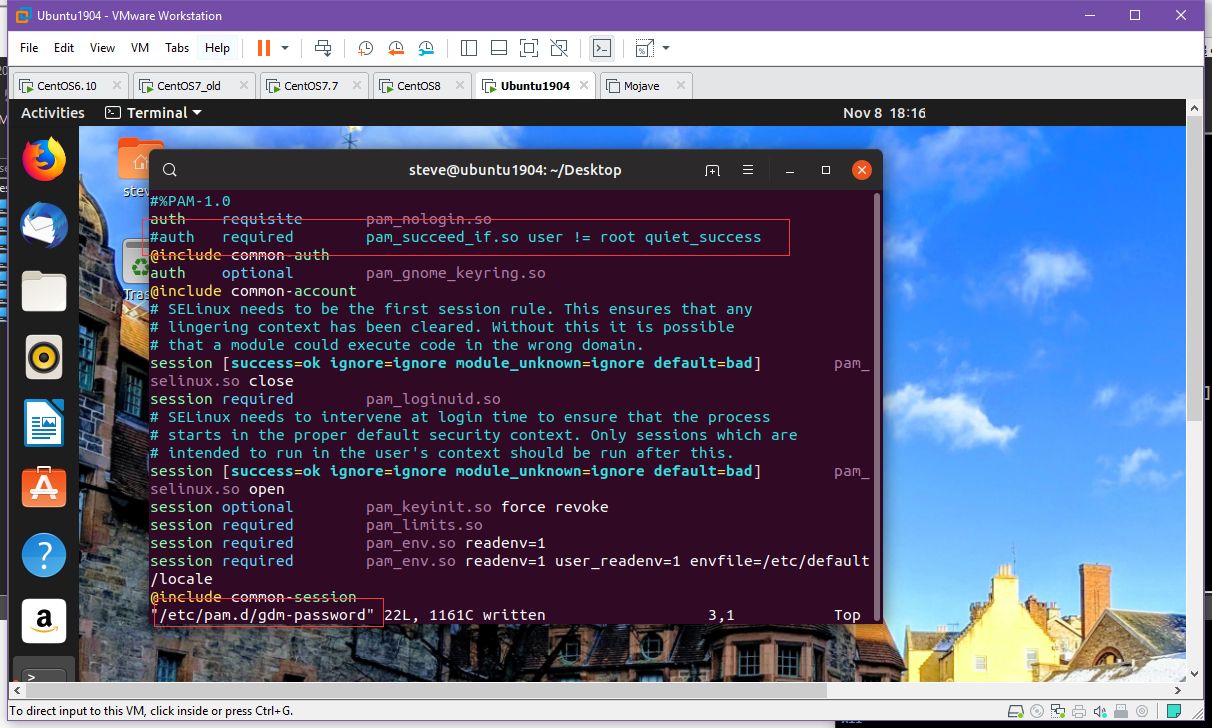 Ubuntu1904 - VMware Workstation
File Edit View VM Tabs Help
CentOS6.10 CentOS7_old CentOS7.7 CentOS8 Ubuntu1904 Mojave
Activities Terminal Nov 8 18:16
steve@ubuntu1904: ~/Desktop
#%PAM-1.0
auth    requisite       pam_nologin.so
#auth   required        pam_succeed_if.so user != root quiet_success
@include common-auth
auth    optional        pam_gnome_keyring.so
@include common-account
# SELinux needs to be the first session rule. This ensures that any
# lingering context has been cleared. Without this it is possible
# that a module could execute code in the wrong domain.
session [success=ok ignore=ignore module_unknown=ignore default=bad]        pam_
selinux.so close
session required        pam_loginuid.so
# SELinux needs to intervene at login time to ensure that the process
# starts in the proper default security context. Only sessions which are
# intended to run in the user's context should be run after this.
session [success=ok ignore=ignore module_unknown=ignore default=bad]        pam_
selinux.so open
session optional        pam_keyinit.so force revoke
session required        pam_limits.so
session required        pam_env.so readenv=1
session required        pam_env.so readenv=1 user_readenv=1 envfile=/etc/default
/locale
@include common-session
"/etc/pam.d/gdm-password" 22L, 1161C written                  3,1           Top
To direct input to this VM, click inside or press Ctrl+G.